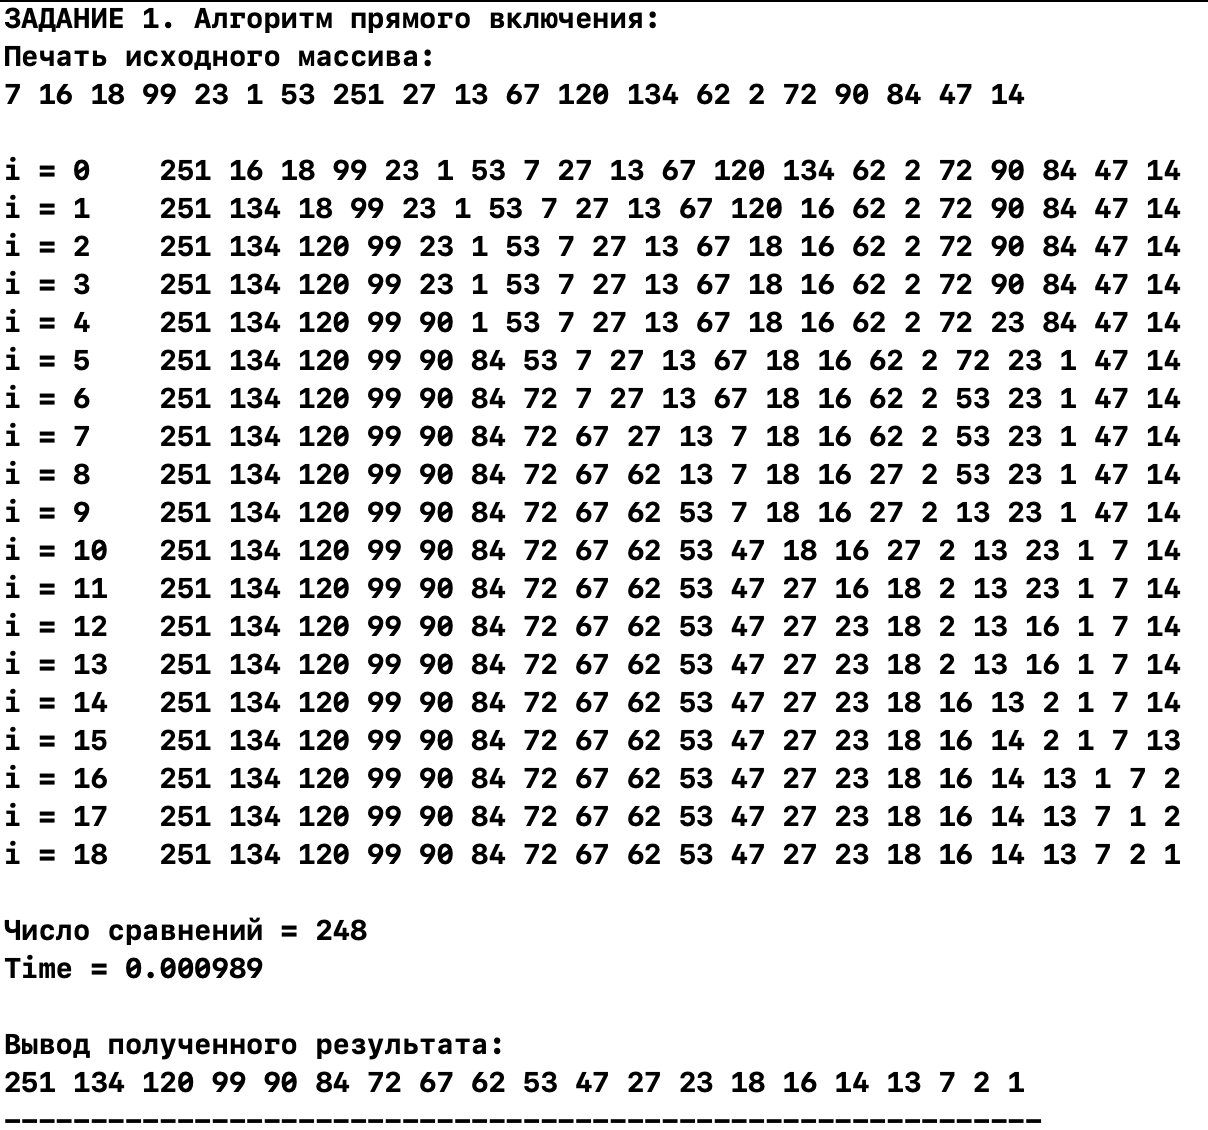 ЗАДАНИЕ 1. Алгоритм прямого включения:
Печать исходного массива:
7 16 18 99 23 1 53 251 27 13 67 120 134 62 2 72 90 84 47 14
i = 0 251 16 18 99 23 1 53 7 27 13 67 120 134 62 2 72 90 84 47 14
i = 1 251 134 18 99 23 1 53 7 27 13 67 120 16 62 2 72 90 84 47 14
i = 2 251 134 120 99 23 1 53 7 27 13 67 18 16 62 2 72 90 84 47 14
i = 3 251 134 120 99 23 1 53 7 27 13 67 18 16 62 2 72 90 84 47 14
i = 4 251 134 120 99 90 1 53 7 27 13 67 18 16 62 2 72 23 84 47 14
i = 5 251 134 120 99 90 84 53 7 27 13 67 18 16 62 2 72 23 1 47 14
i = 6 251 134 120 99 90 84 72 7 27 13 67 18 16 62 2 53 23 1 47 14
i = 7 251 134 120 99 90 84 72 67 27 13 7 18 16 62 2 53 23 1 47 14
i = 8 251 134 120 99 90 84 72 67 62 13 7 18 16 27 2 53 23 1 47 14
i = 9 251 134 120 99 90 84 72 67 62 53 7 18 16 27 2 13 23 1 47 14
i = 10 251 134 120 99 90 84 72 67 62 53 47 18 16 27 2 13 23 1 7 14
i = 11 251 134 120 99 90 84 72 67 62 53 47 27 16 18 2 13 23 1 7 14
i = 12 251 134 120 99 90 84 72 67 62 53 47 27 23 18 2 13 16 1 7 14
i = 13 251 134 120 99 90 84 72 67 62 53 47 27 23 18 2 13 16 1 7 14
i = 14 251 134 120 99 90 84 72 67 62 53 47 27 23 18 16 13 2 1 7 14
i = 15 251 134 120 99 90 84 72 67 62 53 47 27 23 18 16 14 2 1 7 13
i = 16 251 134 120 99 90 84 72 67 62 53 47 27 23 18 16 14 13 1 7 2
i = 17 251 134 120 99 90 84 72 67 62 53 47 27 23 18 16 14 13 7 1 2
i = 18 251 134 120 99 90 84 72 67 62 53 47 27 23 18 16 14 13 7 2 1
Число сравнений = 248
Time = 0.000989
Вывод полученного результата:
251 134 120 99 90 84 72 67 62 53 47 27 23 18 16 14 13 7 2 1
------------------------------------------------------------